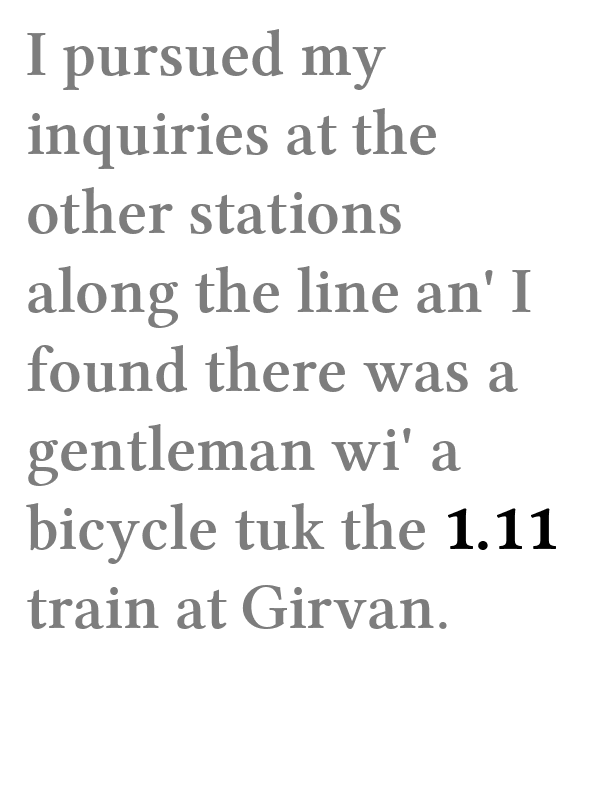 I pursued my
inquiries at the
other stations
along the line an' I
found there was a
gentleman wi' a
bicycle tuk the 1.11
train at Girvan.